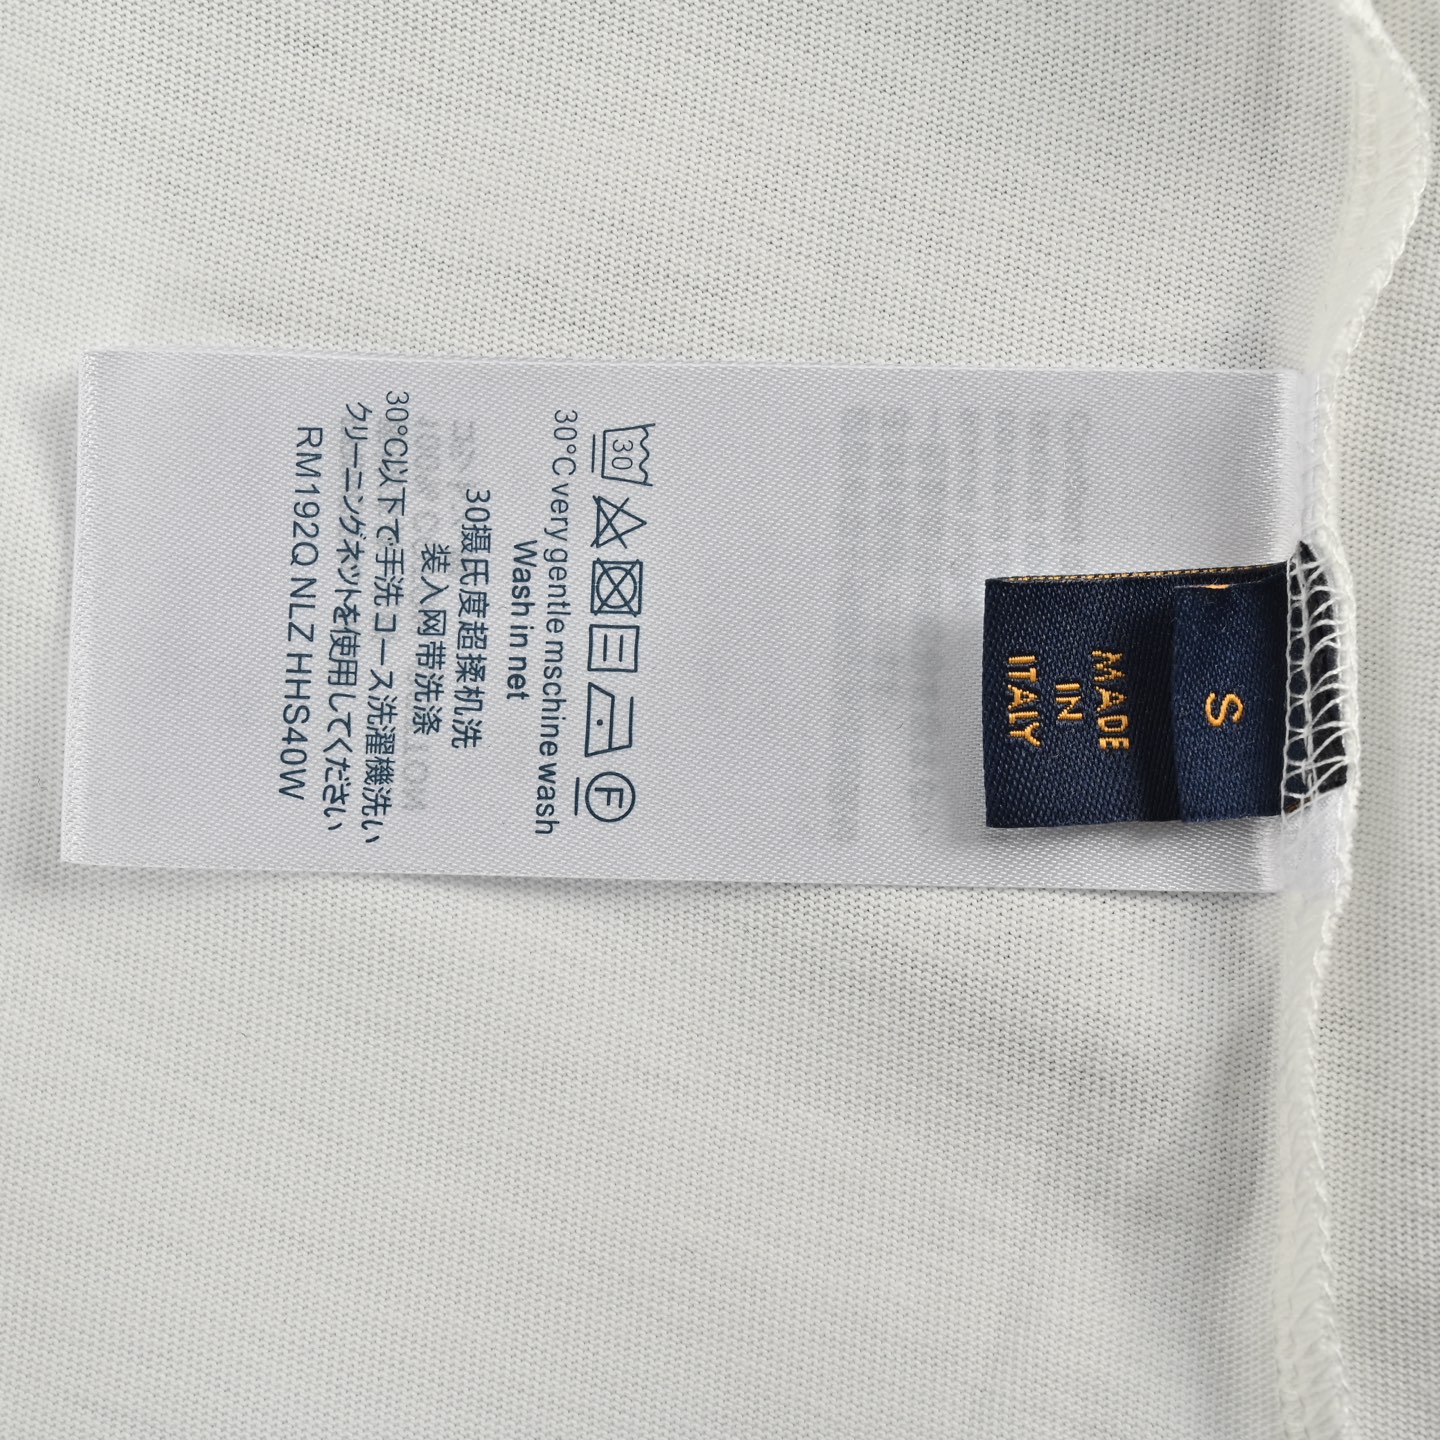 30
F
30°C very gentle mschine wash
Wash in net
30摄氏度超揉机洗
装入网带洗涤
30°C以下で手洗コース洗濯機洗い
クリーニングネットを使用してください
RM192Q NLZ HHS40W
S
MADE
IN
ITALY